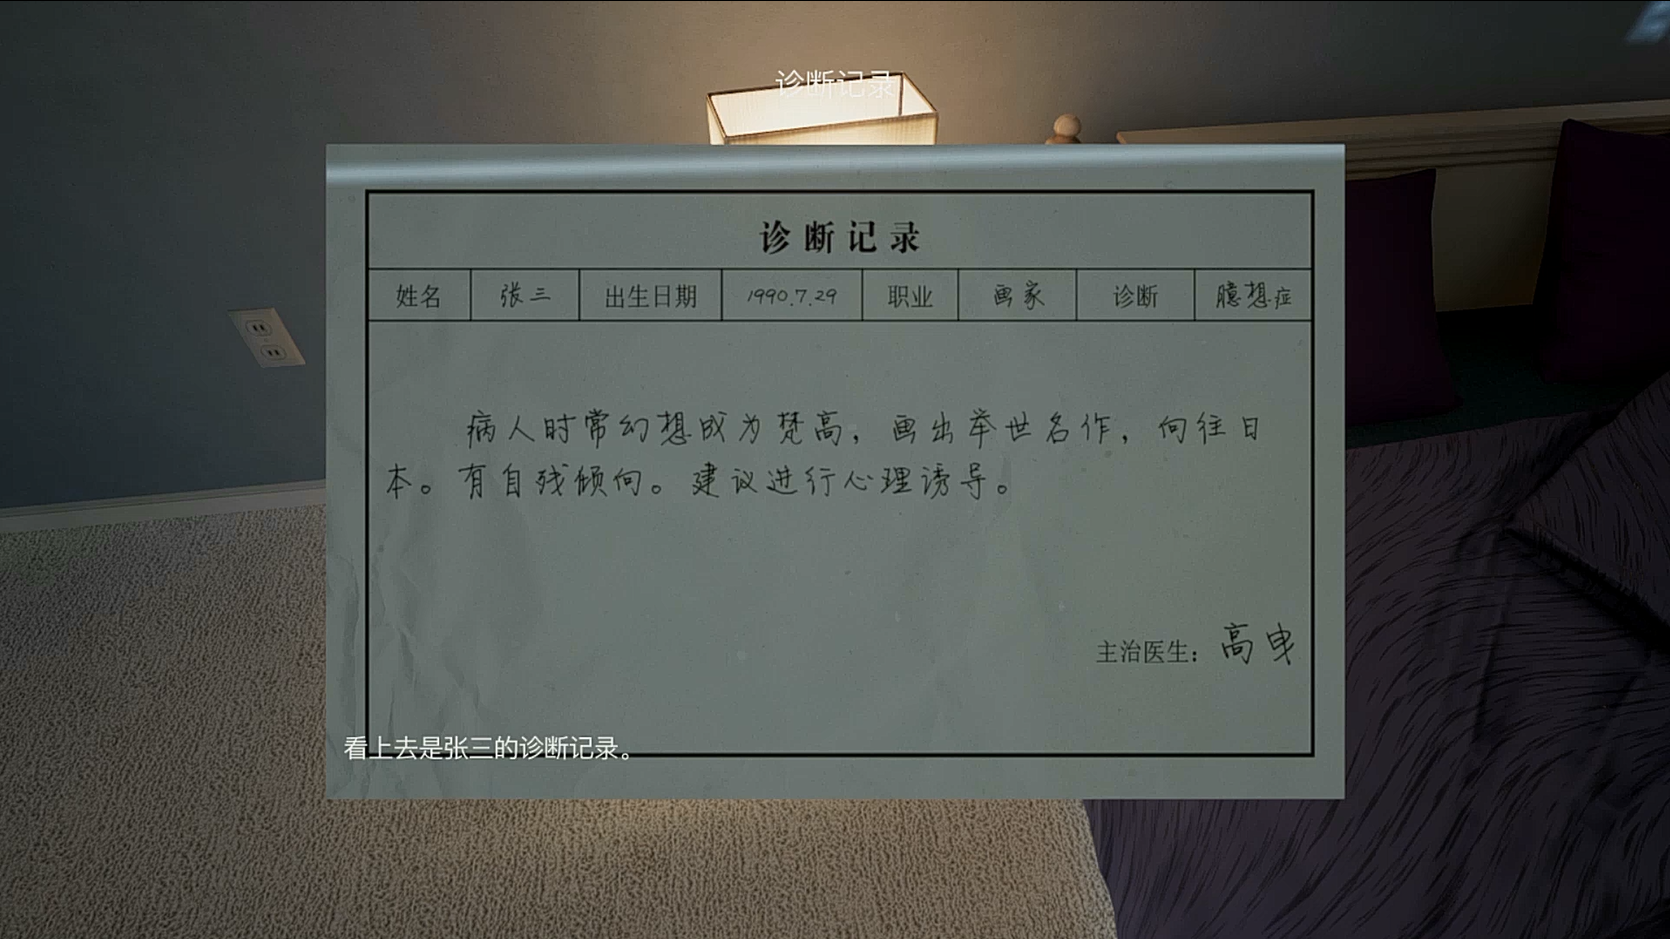 诊断记录
诊断记录
姓名 张三 出生日期 1990.7.29 职业 画家 诊断 臆想症
病人时常幻想成为梵高，画出举世名作，向往日
本。有自残倾向。建议进行心理诱导。
主治医生：高
看上去是张三的诊断记录。